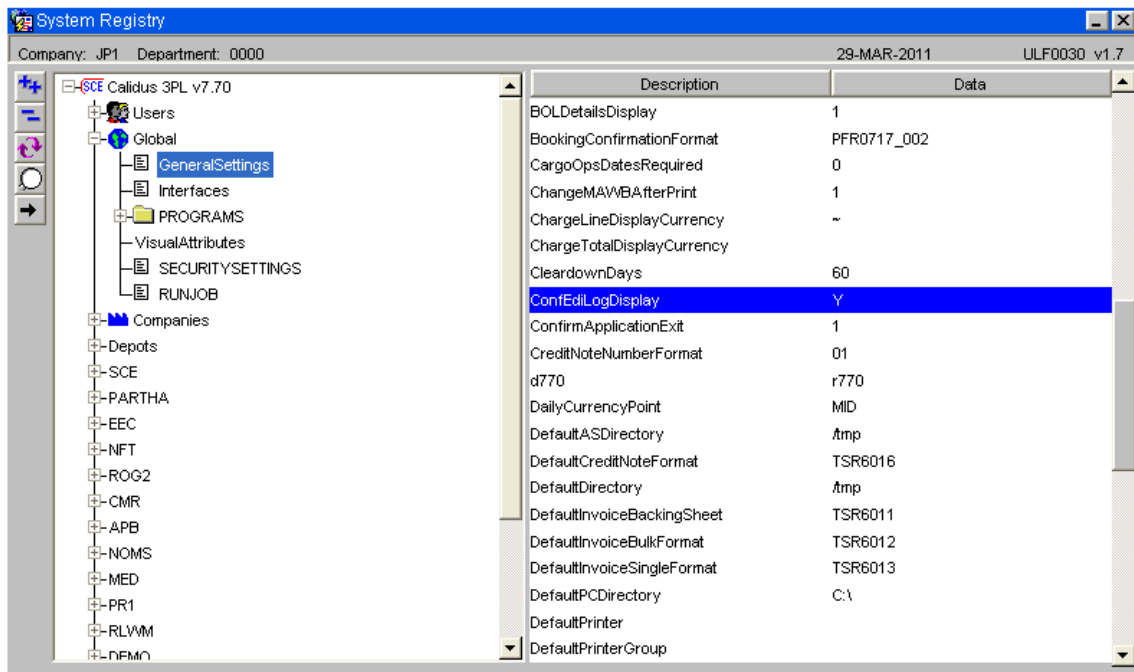 System Registry
Company: JP1 Department: 0000 29-MAR-2011 ULF0030 v1.7
SCE Calidus 3PL v7.70
Users
Global
GeneralSettings
Interfaces
PROGRAMS
VisualAttributes
SECURITYSETTINGS
RUNJOB
Companies
Depots
SCE
PARTHA
EEC
NFT
ROG2
CMR
APB
NOMS
MED
PR1
RLWM
DEMO
Description Data
BOLDetailsDisplay 1
BookingConfirmationFormat PFR0717_002
CargoOpsDatesRequired 0
ChangeMAWBAfterPrint 1
ChargeLineDisplayCurrency ~
ChargeTotalDisplayCurrency
CleardownDays 60
ConfEdiLogDisplay Y
ConfirmApplicationExit 1
CreditNoteNumberFormat 01
d770 r770
DailyCurrencyPoint MID
DefaultASDirectory /tmp
DefaultCreditNoteFormat TSR6016
DefaultDirectory /tmp
DefaultInvoiceBackingSheet TSR6011
DefaultInvoiceBulkFormat TSR6012
DefaultInvoiceSingleFormat TSR6013
DefaultPCDirectory C:\
DefaultPrinter
DefaultPrinterGroup